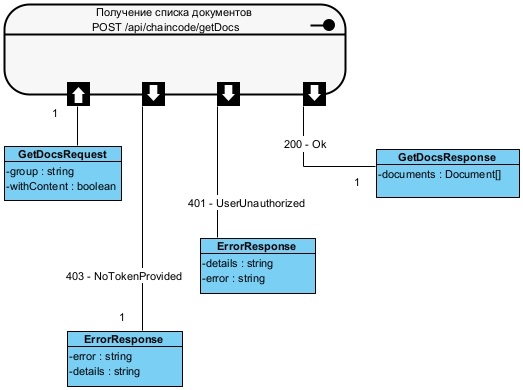 Получение списка документов
POST /api/chaincode/getDocs
1
GetDocsRequest
-group : string
-withContent : boolean
200 - Ok
1
GetDocsResponse
-documents : Document[]
401 - UserUnauthorized
ErrorResponse
-details : string
-error : string
403 - NoTokenProvided
1
ErrorResponse
-error : string
-details : string